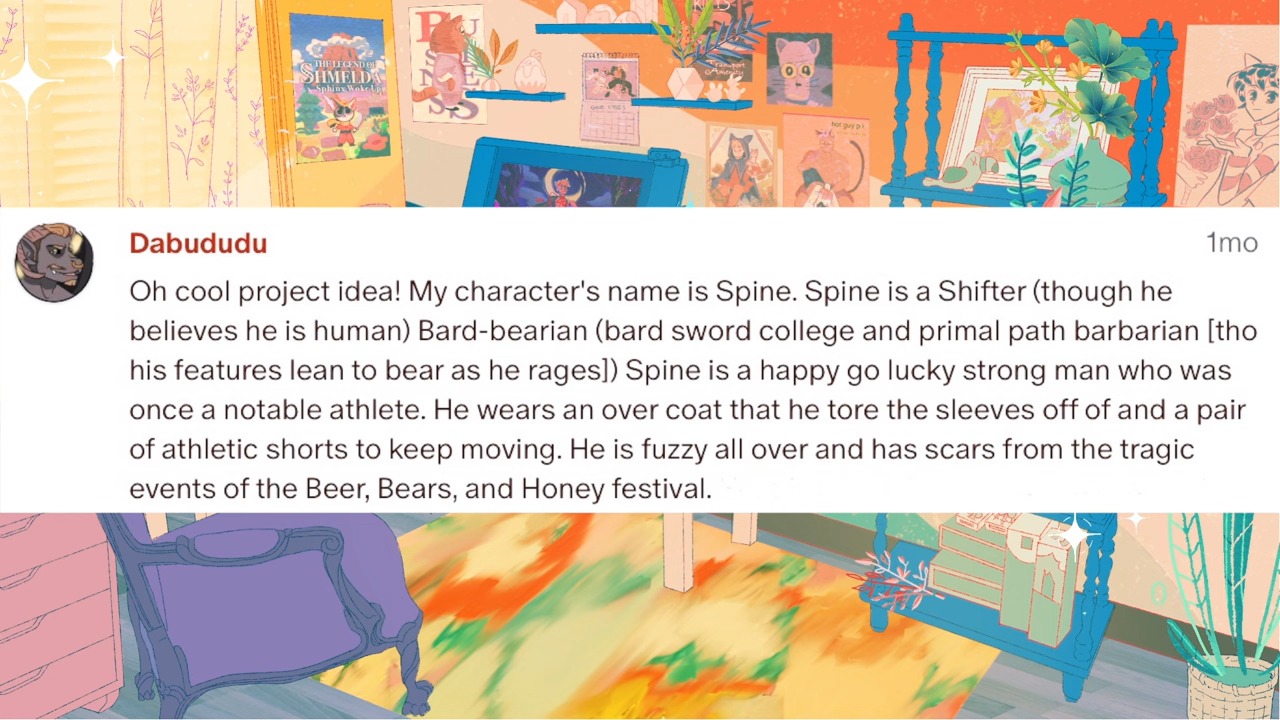 THE LEGEND OF
SHMELDA
Sphinx Woke Up
hot guy p1
Dabududu
1mo
Oh cool project idea! My character's name is Spine. Spine is a Shifter (though he
believes he is human) Bard-bearian (bard sword college and primal path barbarian [tho
his features lean to bear as he rages]) Spine is a happy go lucky strong man who was
once a notable athlete. He wears an over coat that he tore the sleeves off of and a pair
of athletic shorts to keep moving. He is fuzzy all over and has scars from the tragic
events of the Beer, Bears, and Honey festival.